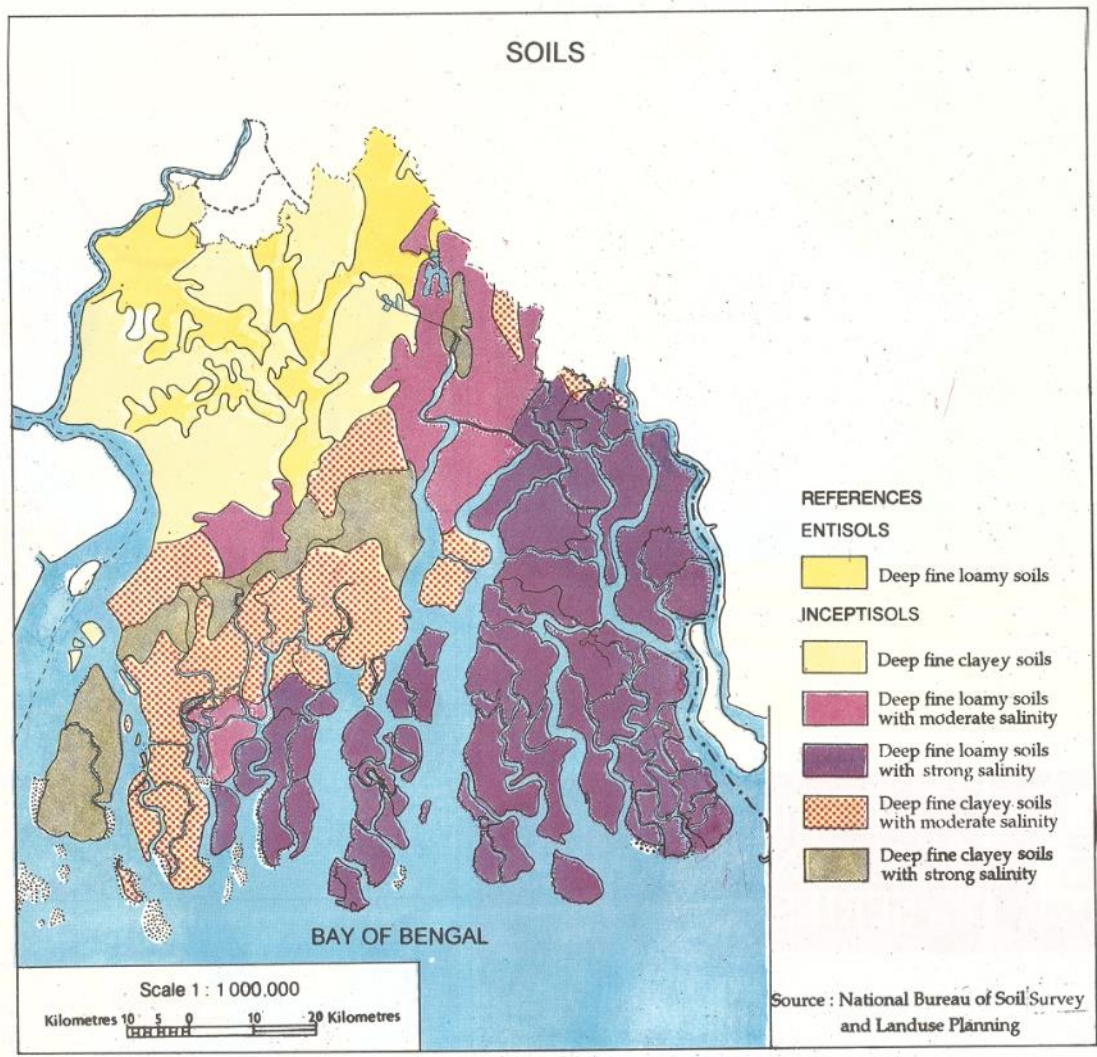 SOILS
REFERENCES
ENTISOLS
Deep fine loamy soils
INCEPTISOLS
Deep fine clayey soils
Deep fine loamy soils
with moderate salinity
Deep fine loamy soils
with strong salinity
Deep fine clayey soils
with moderate salinity
Deep fine clayey soils
with strong salinity
BAY OF BENGAL
Scale 1 : 1 000,000
Kilometres 10 5 0 10 20 Kilometres
Source : National Bureau of Soil Survey
and Landuse Planning